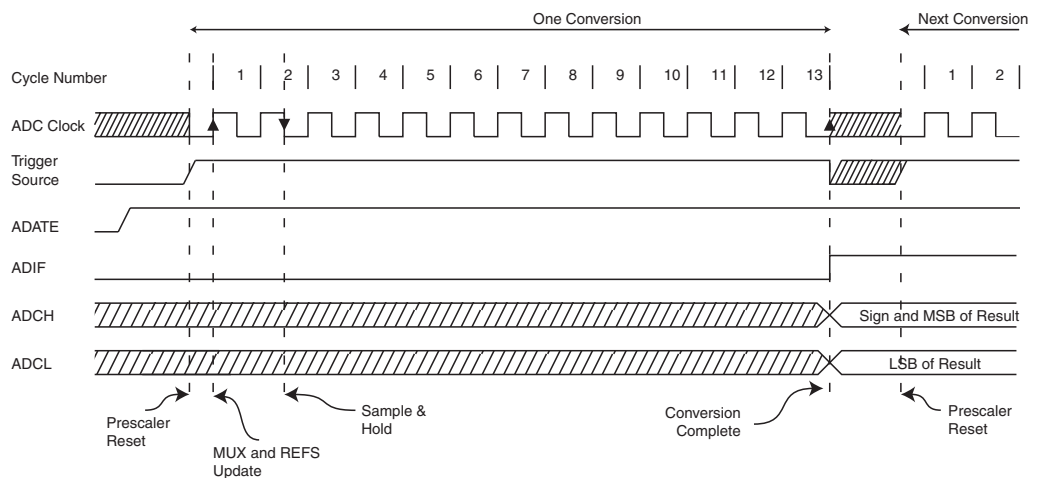 One Conversion
Next Conversion
Cycle Number 1 2 3 4 5 6 7 8 9 10 11 12 13 1 2
ADC Clock
Trigger
Source
ADATE
ADIF
ADCH Sign and MSB of Result
ADCL LSB of Result
Prescaler
Reset
MUX and REFS
Update
Sample &
Hold
Conversion
Complete
Prescaler
Reset